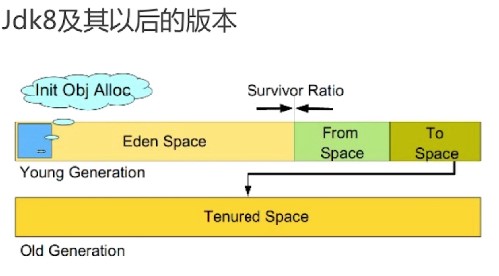 Jdk8及其以后的版本
Init Obj Alloc
Survivor Ratio
Eden Space
From
Space
To
Space
Young Generation
Tenured Space
Old Generation